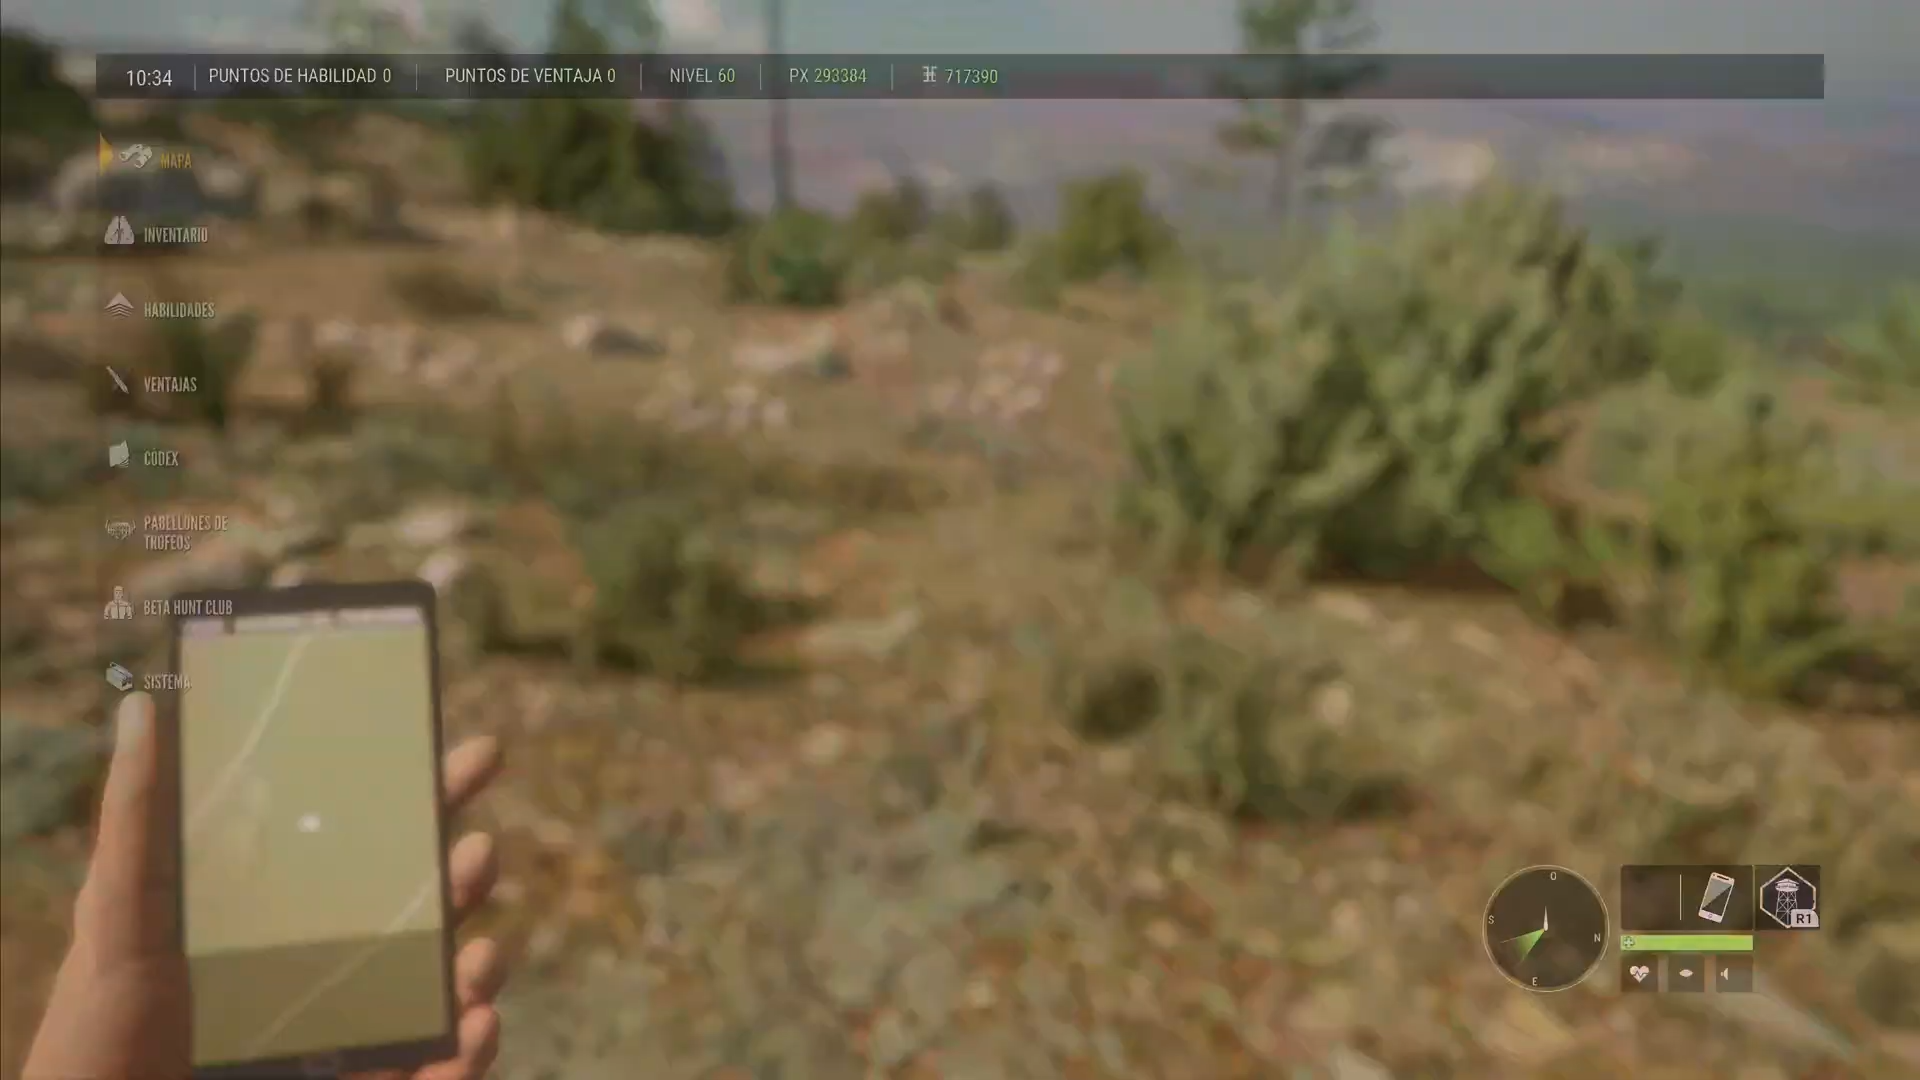 10:34
PUNTOS DE HABILIDAD 0
PUNTOS DE VENTAJA 0
NIVEL 60
PX 293384
717390
MAPA
INVENTARIO
HABILIDADES
VENTAJAS
CÓDEX
PABELLONES DE
TROFEOS
BETA HUNT CLUB
SISTEMA
O
S
N
E
R1